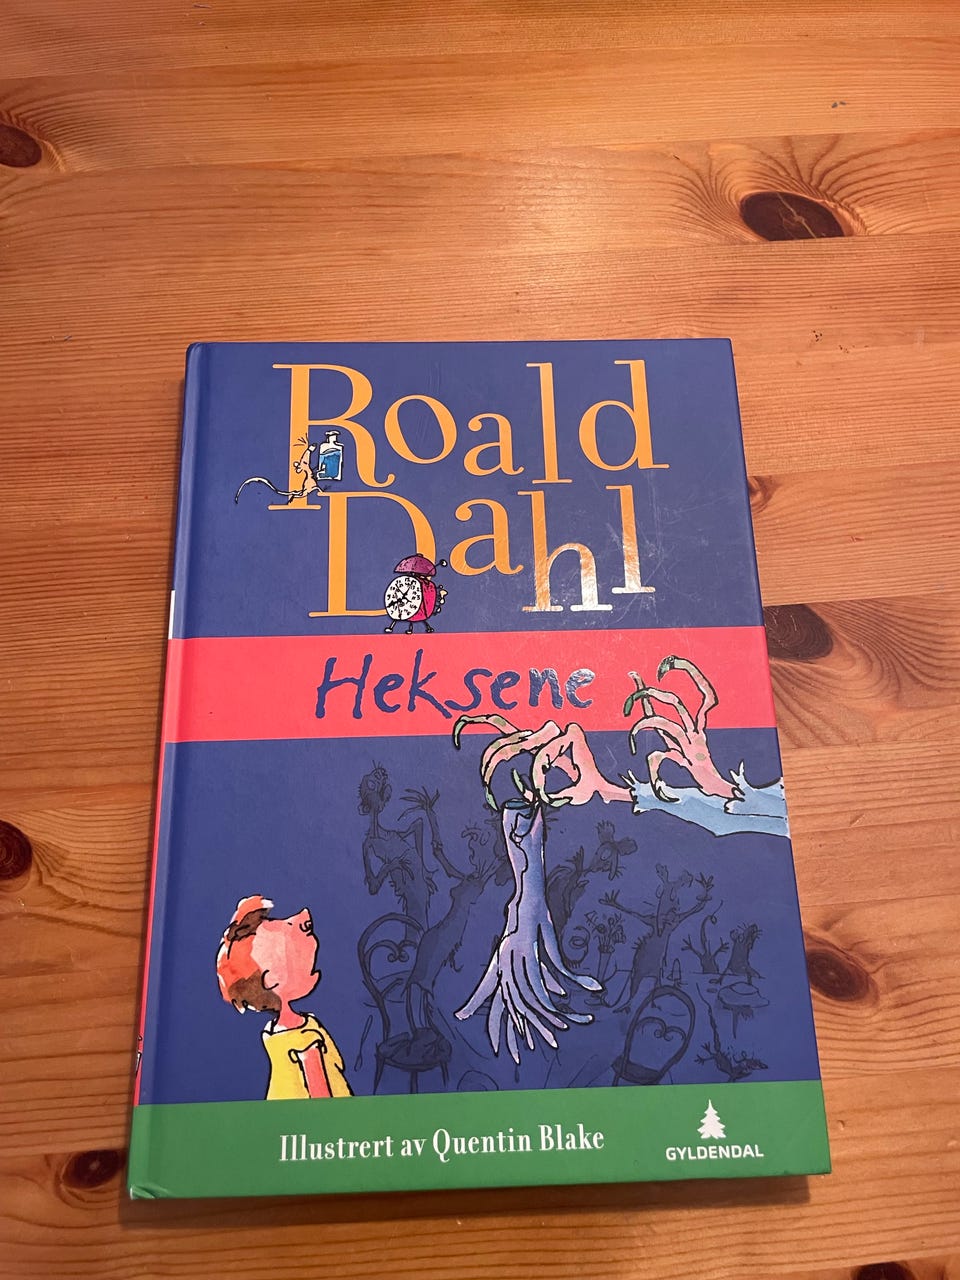 Roald
Dahl
Heksene
Illustrert av Quentin Blake
GYLDENDAL